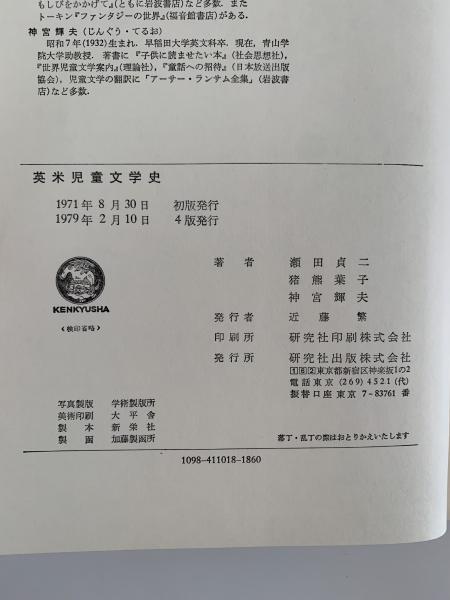 もしびをかかげて』(ともに岩波書店)など多数.また
トーキン『ファンタジーの世界』(福音館書店)がある.
神宮輝夫(じんぐう・てるお)
昭和7年(1932)生まれ.早稲田大学英文科卒.現在,青山学
院大学助教授.著書に『子供に読ませたい本』(社会思想社),
『世界児童文学案内』(理論社),『童話への招待』(日本放送出版
協会),児童文学の翻訳に「アーサー・ランサム全集」(岩波書
店)など多数.
英米児童文学史
1971年8月30日 初版発行
1979年2月10日 4版発行
KENKYUSHA
〈検印省略〉
著者 瀬田貞二
猪熊葉子
神宮輝夫
発行者 近藤繁
印刷所 研究社印刷株式会社
発行所 研究社出版株式会社
162東京都新宿区神楽坂1の2
電話東京(269)4521(代)
振替口座東京7-83761番
写真製版 学術製版所
美術印刷 大平舎
製本 新栄社
製函 加藤製函所
落丁・乱丁の際はおとりかえいたします
1098-411018-1860